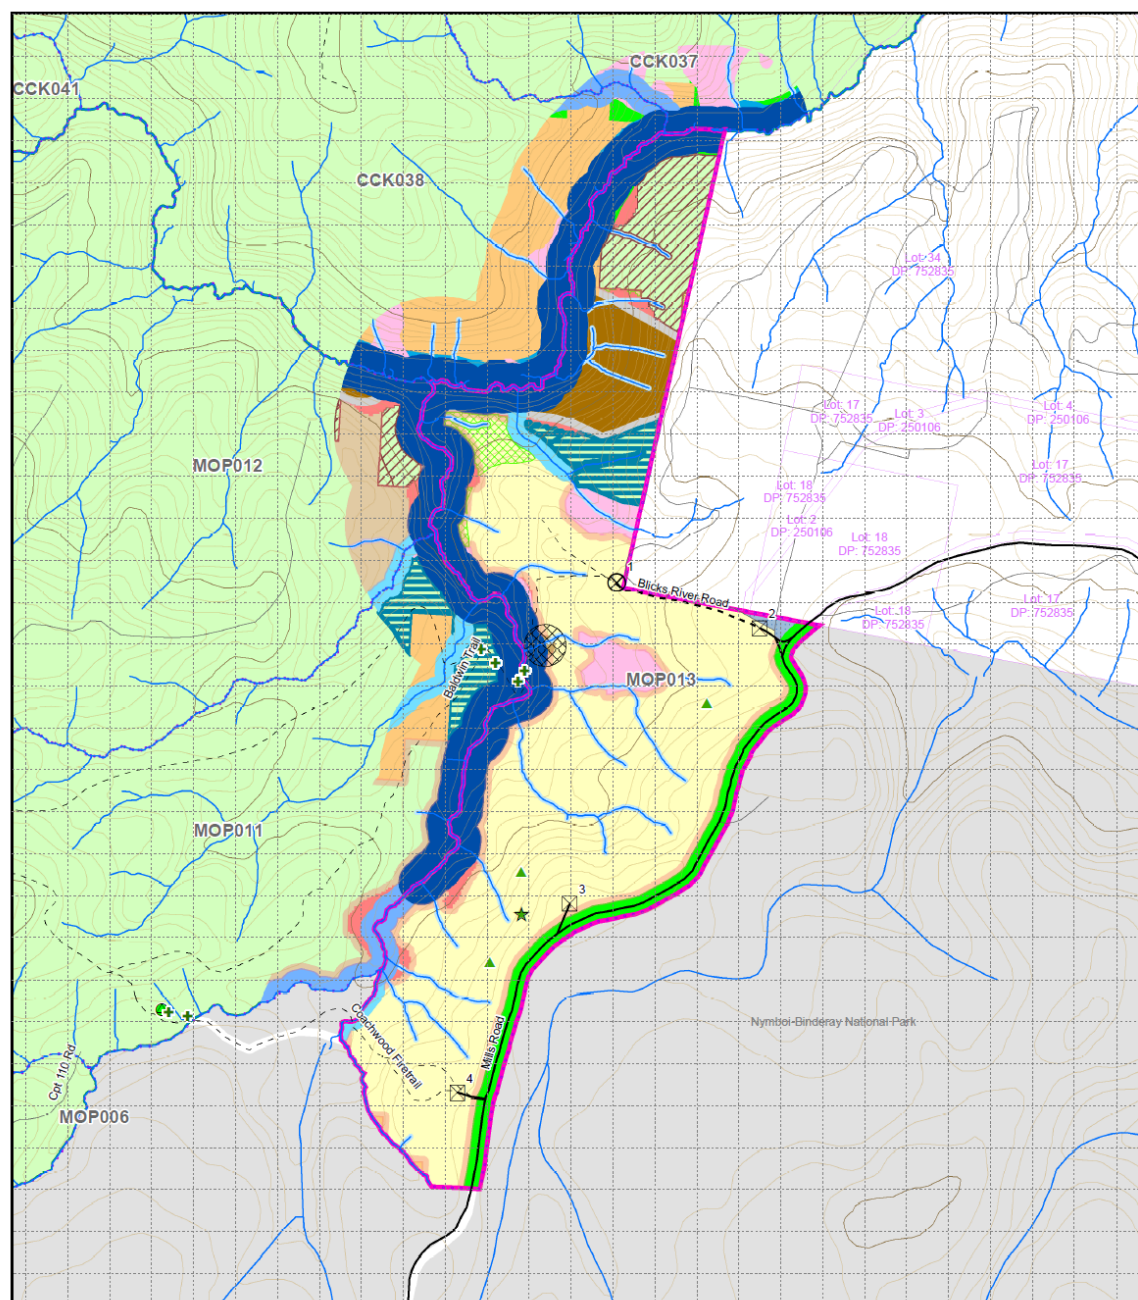 CCK037
CCK041
CCK038
Lot: 34
DP: 752835
Lot: 17
DP: 752835
Lot: 3
DP: 250106
Lot: 4
DP: 250106
MOP012
Lot: 17
DP: 752835
Lot: 18
DP: 752835
Lot: 2
DP: 250106
Lot: 18
DP: 752835
1
Blicks River Road
Lot: 17
DP: 752835
Lot: 18
DP: 752835
2
Baldwin Trail
MOP013
MOP011
3
Coachwood Firetrail
Mills Road
Nymboi-Binderay National Park
Cpt 110 Rd
4
MOP006